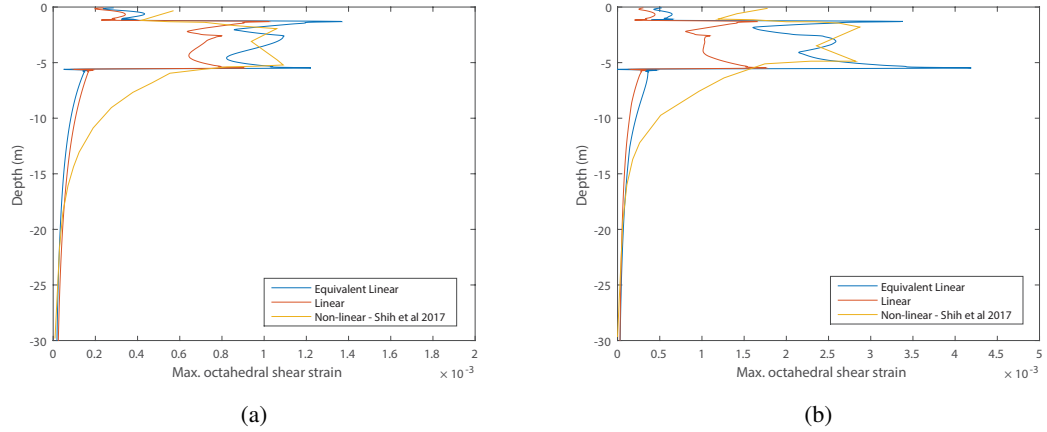 0
-5
-10
-15
-20
-25
-30
Depth (m)
Equivalent Linear
Linear
Non-linear - Shih et al 2017
0 0.2 0.4 0.6 0.8 1 1.2 1.4 1.6 1.8 2
Max. octahedral shear strain
× 10⁻³
(a)
0
-5
-10
-15
-20
-25
-30
Depth (m)
Equivalent Linear
Linear
Non-linear - Shih et al 2017
0 0.5 1 1.5 2 2.5 3 3.5 4 4.5 5
Max. octahedral shear strain
× 10⁻³
(b)